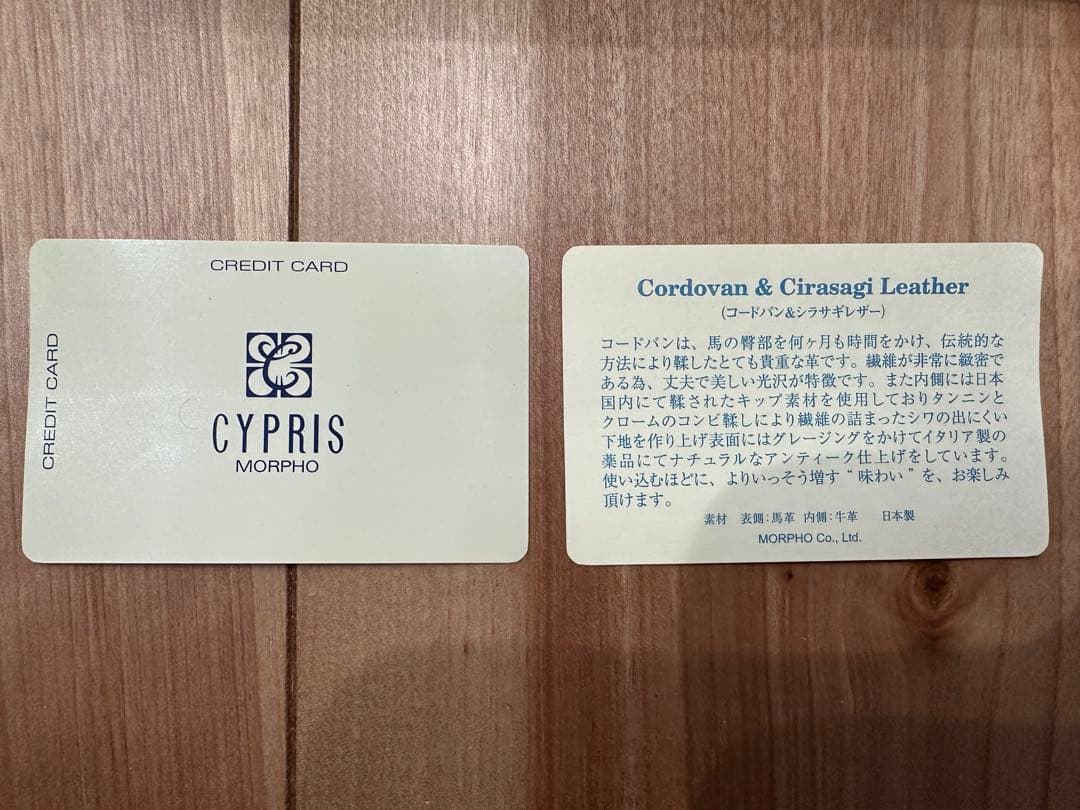 CREDIT CARD
CREDIT CARD
CYPRIS
MORPHO
Cordovan & Cirasagi Leather
(コードバン&シラサギレザー)
コードバンは、馬の臀部を何ヶ月も時間をかけ、伝統的な
方法により鞣したとても貴重な革です。繊維が非常に緻密で
ある為、丈夫で美しい光沢が特徴です。また内側には日本
国内にて鞣されたキップ素材を使用しておりタンニンと
クロームのコンビ鞣しにより繊維の詰まったシワの出にくい
下地を作り上げ表面にはグレージングをかけてイタリア製の
薬品にてナチュラルなアンティーク仕上げをしています。
使い込むほどに、よりいっそう増す“味わい”を、お楽しみ
頂けます。
素材 表側:馬革 内側:牛革 日本製
MORPHO Co., Ltd.